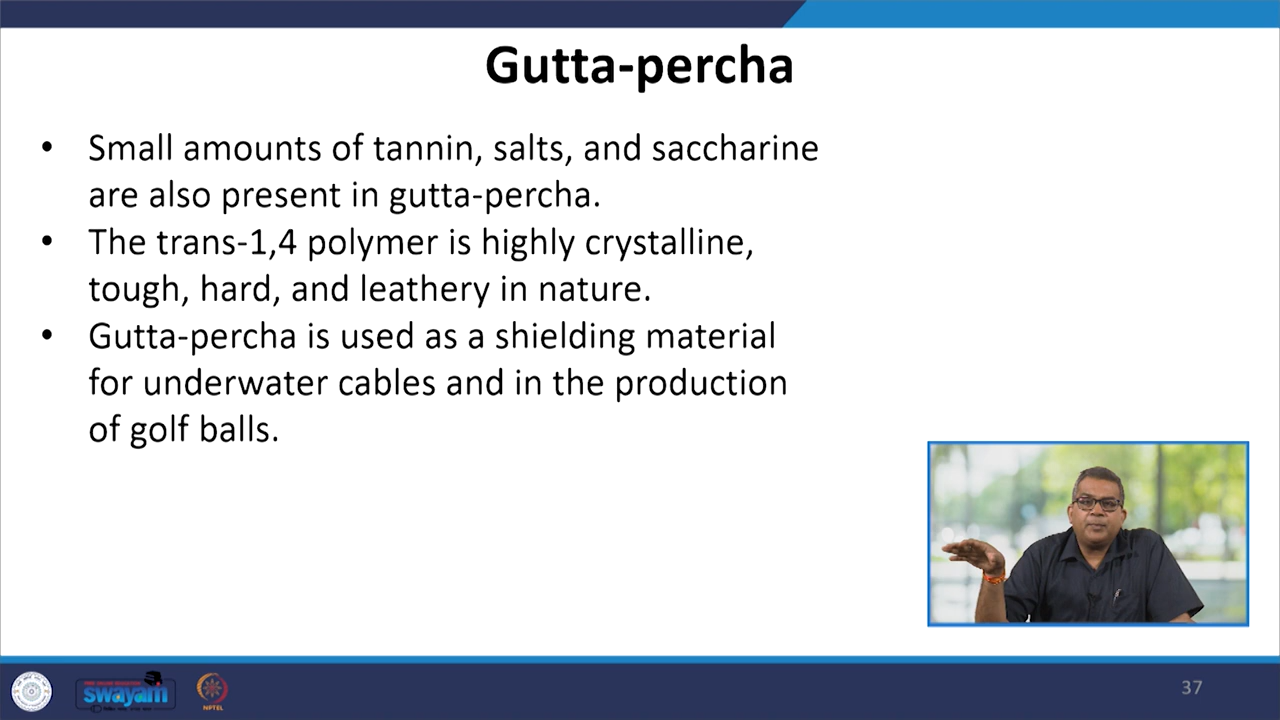 Gutta-percha
• Small amounts of tannin, salts, and saccharine
are also present in gutta-percha.
• The trans-1,4 polymer is highly crystalline,
tough, hard, and leathery in nature.
• Gutta-percha is used as a shielding material
for underwater cables and in the production
of golf balls.
swayam
NPTEL
37